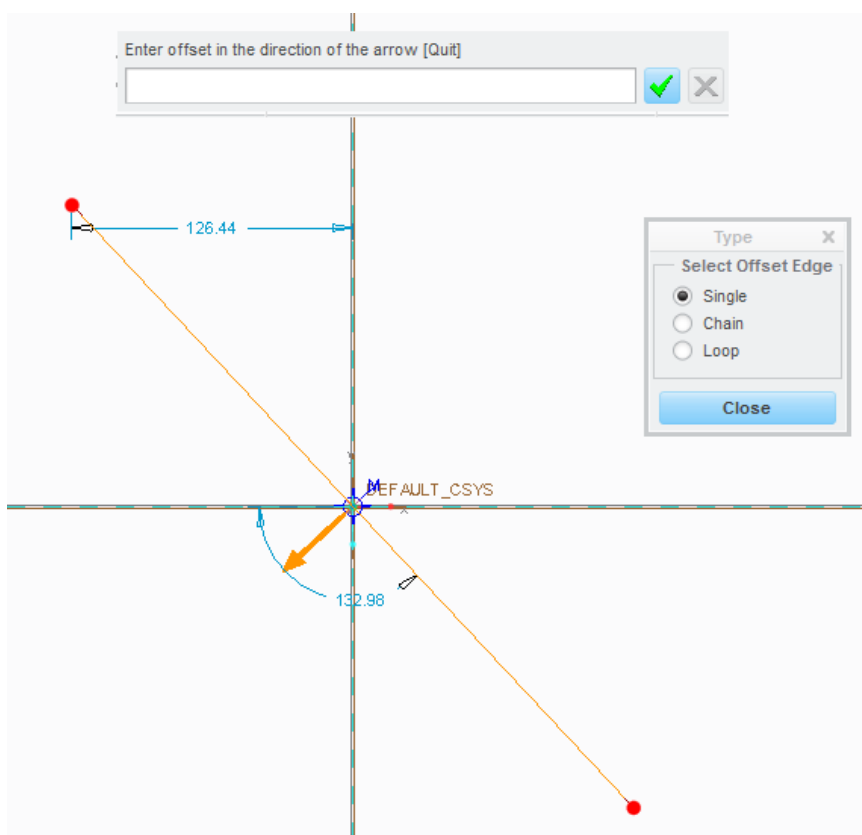 Enter offset in the direction of the arrow [Quit]
126.44
Type
Select Offset Edge
Single
Chain
Loop
Close
Y
M
DEFAULT_CSYS
X
132.98